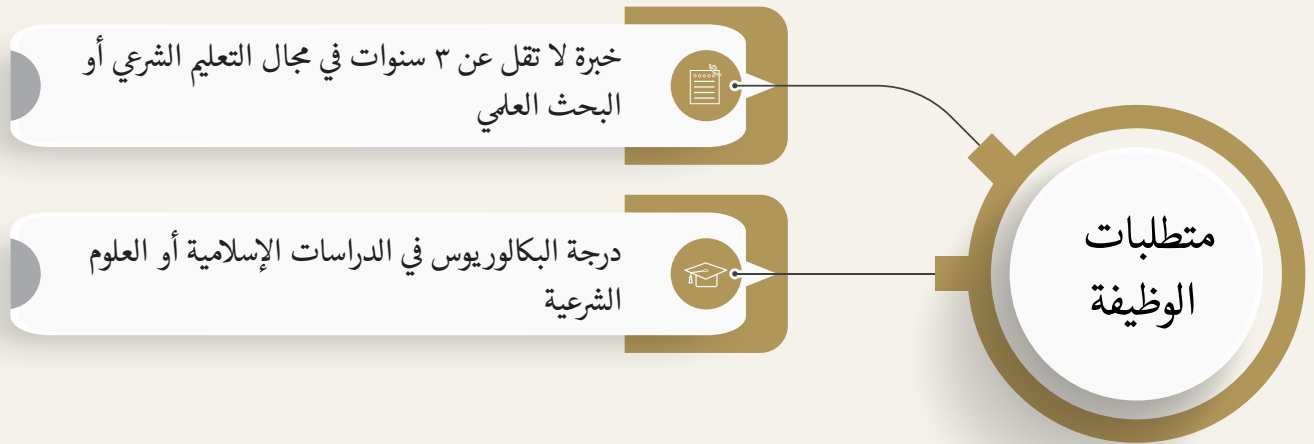 متطلبات
الوظيفة
خبرة لا تقل عن ٣ سنوات في مجال التعليم الشرعي أو
البحث العلمي
درجة البكالوريوس في الدراسات الإسلامية أو العلوم
الشرعية